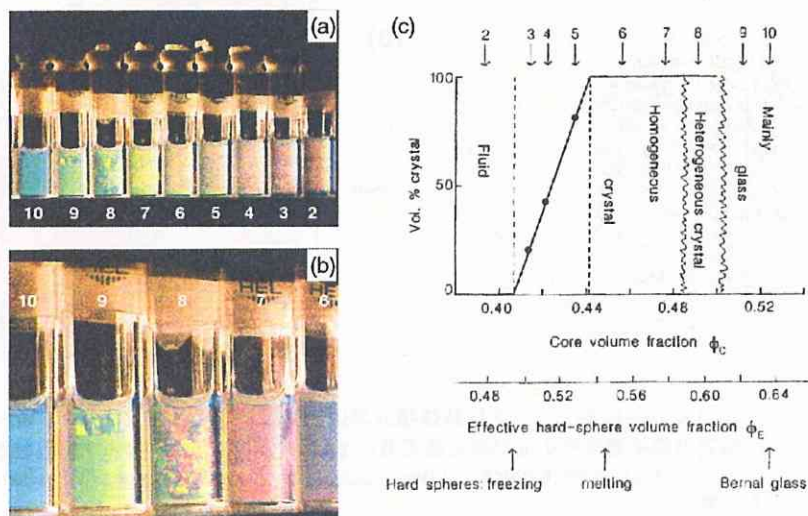 (a)
10 9 8 7 6 5 4 3 2
(b)
10 9 8 7 6
(c)
2 3 4 5 6 7 8 9 10
100
50
0
Vol. % crystal
Fluid
Homogeneous
crystal
Heterogeneous crystal
Mainly
glass
0.40 0.44 0.48 0.52
Core volume fraction ϕC
0.48 0.52 0.56 0.60 0.64
Effective hard-sphere volume fraction ϕE
Hard spheres: freezing melting Bernal glass